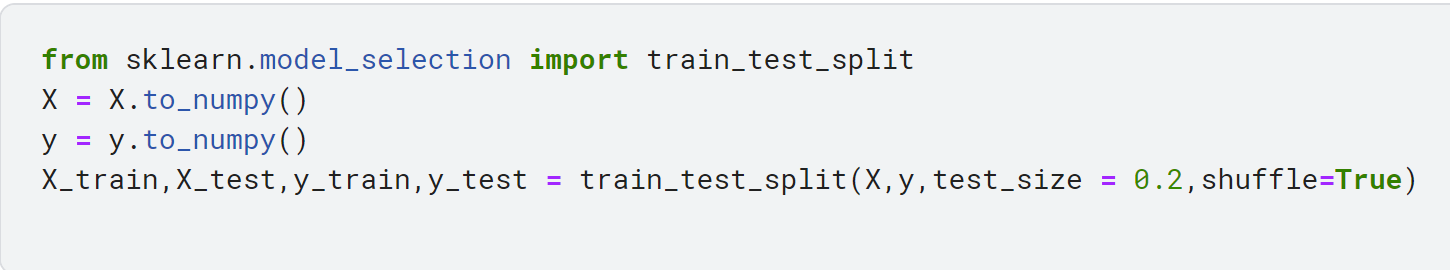 from sklearn.model_selection import train_test_split
X = X.to_numpy()
y = y.to_numpy()
X_train,X_test,y_train,y_test = train_test_split(X,y,test_size = 0.2,shuffle=True)